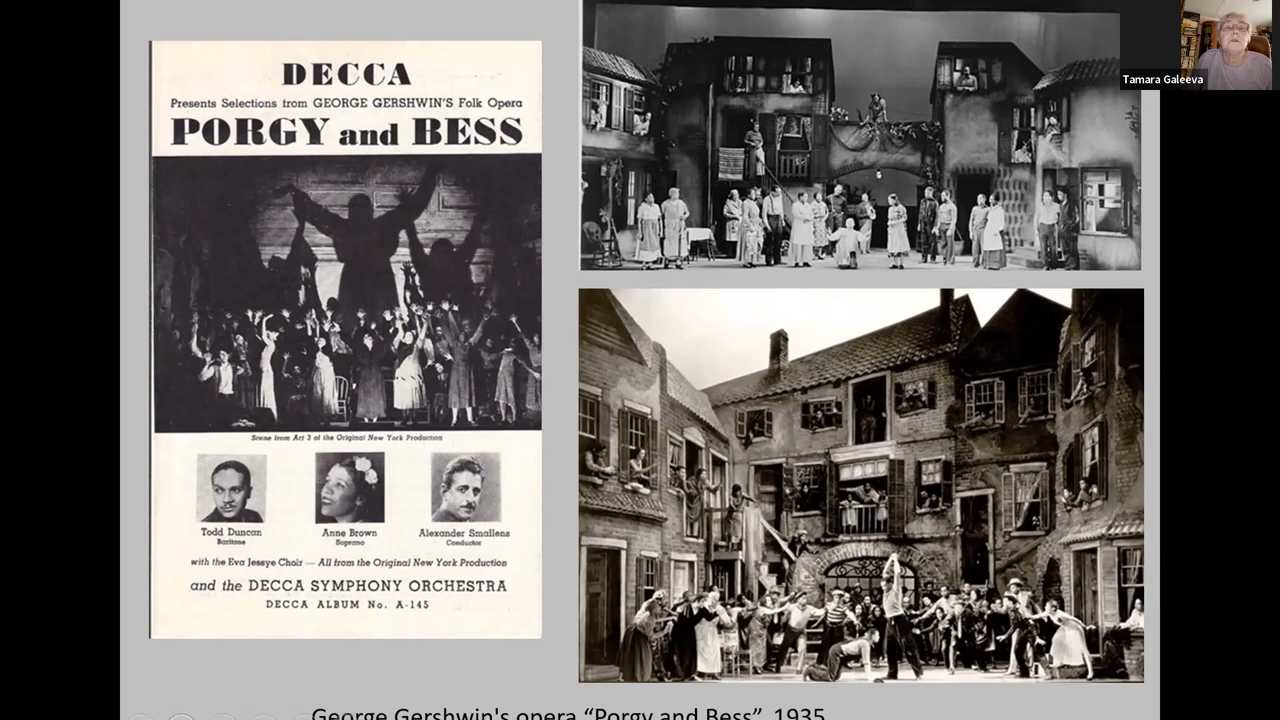 DECCA
Presents Selections from GEORGE GERSHWIN'S Folk Opera
PORGY and BESS
Scene from Act 3 of the Original New York Production
Todd Duncan
Baritone
Anne Brown
Soprano
Alexander Smallens
Conductor
with the Eva Jessye Choir — All from the Original New York Production
and the DECCA SYMPHONY ORCHESTRA
DECCA ALBUM No. A-145
Tamara Galeeva
George Gershwin's opera “Porgy and Bess”, 1935